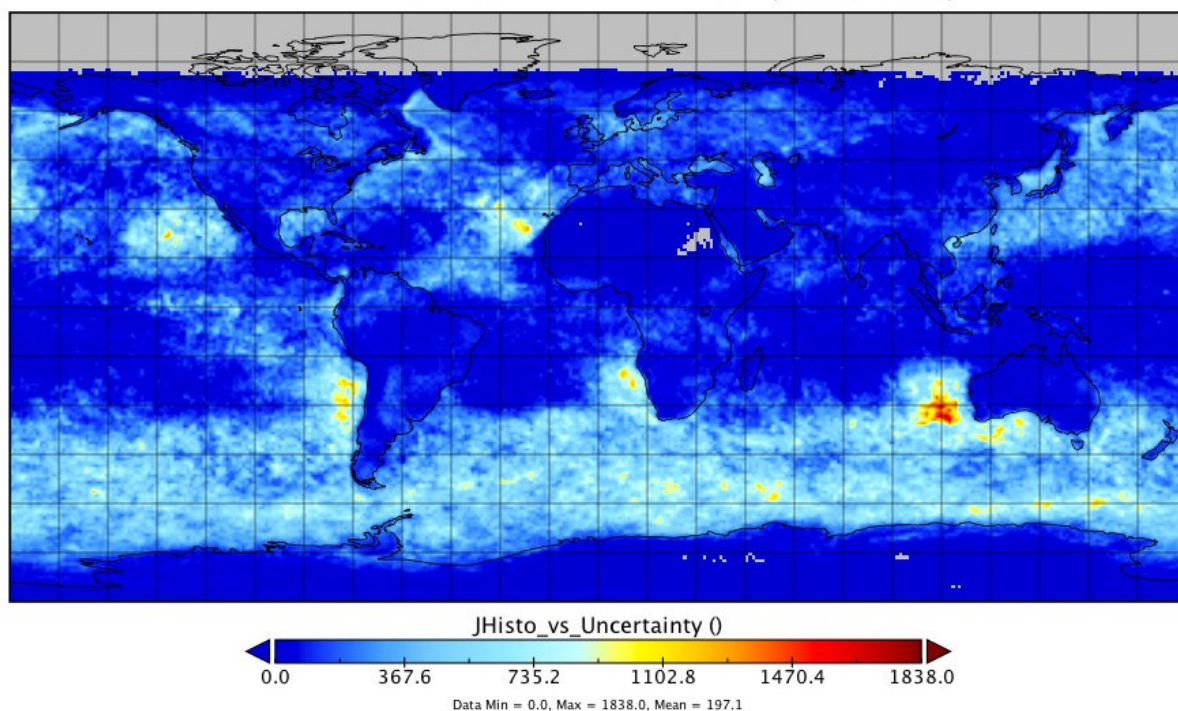 JHisto_vs_Uncertainty ()
0.0 367.6 735.2 1102.8 1470.4 1838.0
Data Min = 0.0, Max = 1838.0, Mean = 197.1